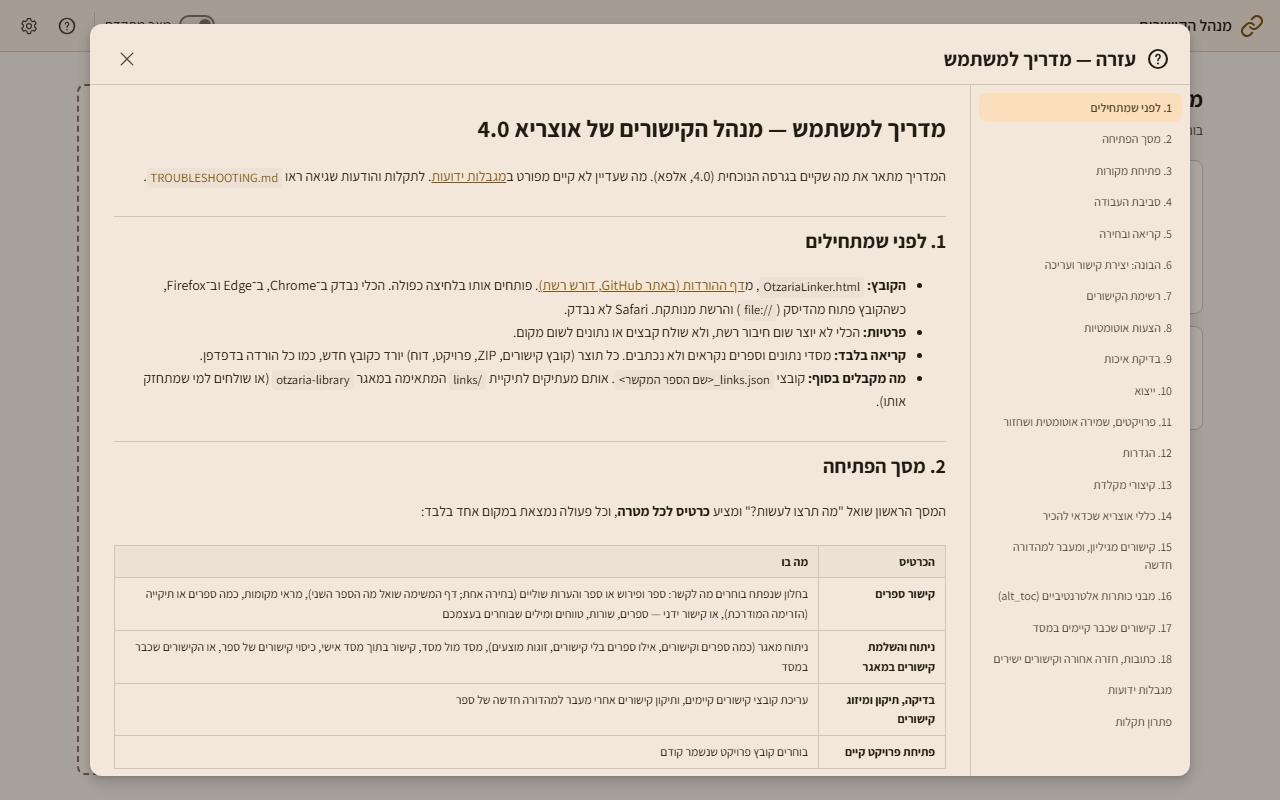 מנהל הקישורים
עזרה — מדריך למשתמש
1. לפני שמתחילים
2. מסך הפתיחה
3. פתיחת מקורות
4. סביבת העבודה
5. קריאה ובחירה
6. הבונה: יצירת קישור ועריכה
7. רשימת הקישורים
8. הצעות אוטומטיות
9. בדיקת איכות
10. ייצוא
11. פרויקטים, שמירה אוטומטית ושחזור
12. הגדרות
13. קיצורי מקלדת
14. כללי אוצריא שכדאי להכיר
15. קישורים מגיליון, ומעבר למהדורה
חדשה
16. מבני כותרות אלטרנטיביים (alt_toc)
17. קישורים שכבר קיימים במסד
18. כתובות, חזרה אחורה וקישורים ישירים
מגבלות ידועות
פתרון תקלות
מדריך למשתמש — מנהל הקישורים של אוצריא 4.0
המדריך מתאר את מה שקיים בגרסה הנוכחית (4.0, אלפא). מה שעדיין לא קיים מפורט במגבלות ידועות. לתקלות והודעות שגיאה ראו TROUBLESHOOTING.md .
1. לפני שמתחילים
הקובץ: OtzariaLinker.html , מדף ההורדות (באתר GitHub, דורש רשת). פותחים אותו בלחיצה כפולה. הכלי נבדק ב־Chrome, ב־Edge וב־Firefox,
כשהקובץ פתוח מהדיסק ( file:// ) והרשת מנותקת. Safari לא נבדק.
פרטיות: הכלי לא יוצר שום חיבור רשת, ולא שולח קבצים או נתונים לשום מקום.
קריאה בלבד: מסדי נתונים וספרים נקראים ולא נכתבים. כל תוצר (קובץ קישורים, ZIP, פרויקט, דוח) יורד כקובץ חדש, כמו כל הורדה בדפדפן.
מה מקבלים בסוף: קובצי <שם הספר המקשר>_links.json . אותם מעתיקים לתיקיית links/ המתאימה במאגר otzaria-library (או שולחים למי שמתחזק
אותו).
2. מסך הפתיחה
המסך הראשון שואל "מה תרצו לעשות?" ומציע כרטיס לכל מטרה, וכל פעולה נמצאת במקום אחד בלבד:
הכרטיס
מה בו
קישור ספרים
בחלון שנפתח בוחרים מה לקשר: ספר ופירוש או ספר והערות שוליים (בחירה אחת; דף המשימה שואל מה הספר השני), מראי מקומות, כמה ספרים או תיקייה
(הזרימה המודרכת), או קישור ידני — ספרים, שורות, טווחים ומילים שבוחרים בעצמכם
ניתוח והשלמת
קישורים במאגר
ניתוח מאגר (כמה ספרים וקישורים, אילו ספרים בלי קישורים, זוגות מוצעים), מסד מול מסד, קישור בתוך מסד אישי, כיסוי קישורים של ספר, או הקישורים שכבר
במסד
בדיקה, תיקון ומיזוג
קישורים
עריכת קובצי קישורים קיימים, ותיקון קישורים אחרי מעבר למהדורה חדשה של ספר
פתיחת פרויקט קיים
בוחרים קובץ פרויקט שנשמר קודם